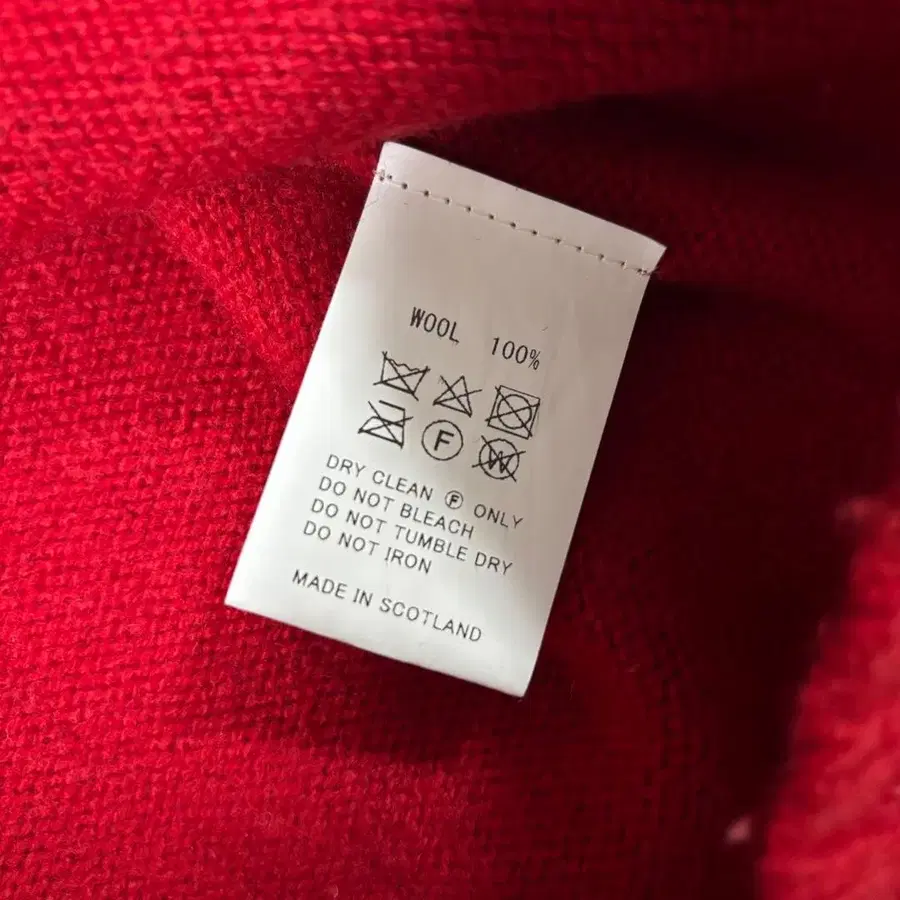 WOOL 100%
F W
DRY CLEAN Ⓕ ONLY
DO NOT BLEACH
DO NOT TUMBLE DRY
DO NOT IRON
MADE IN SCOTLAND